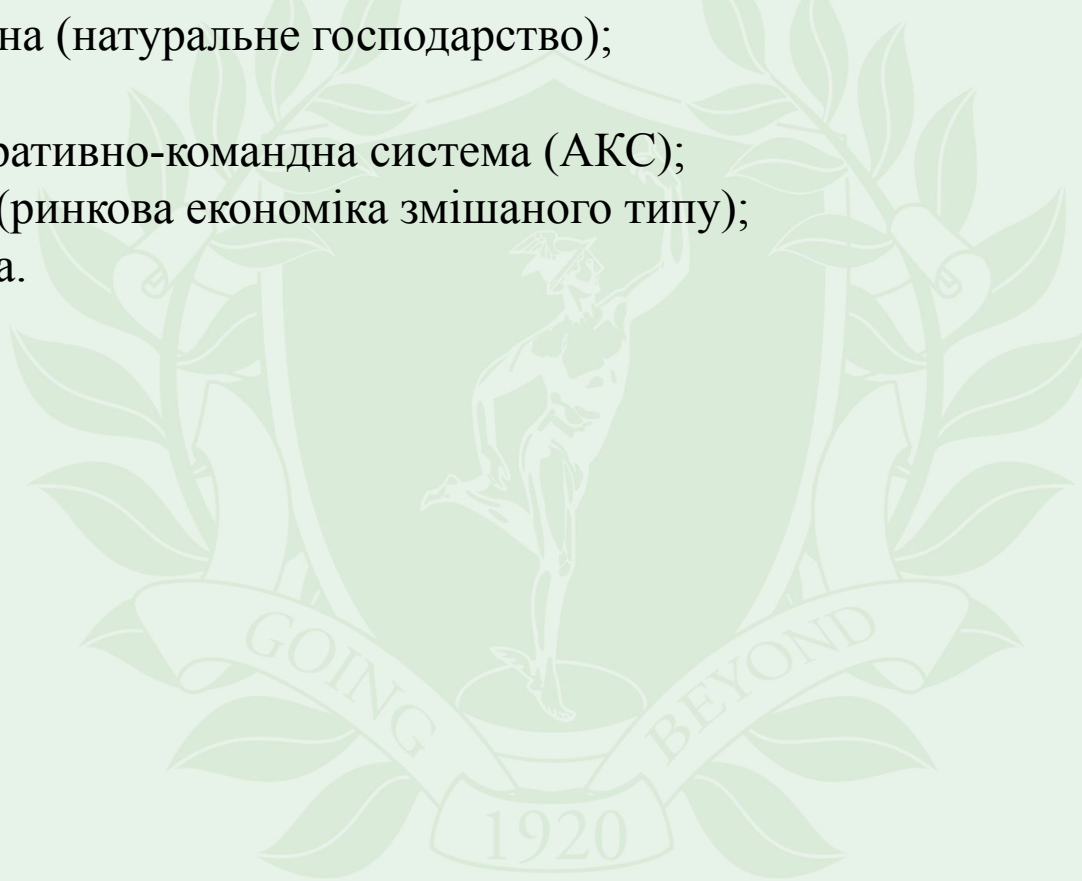 на (натуральне господарство);
ративно-командна система (АКС);
(ринкова економіка змішаного типу);
а.
GOING BEYOND
1920